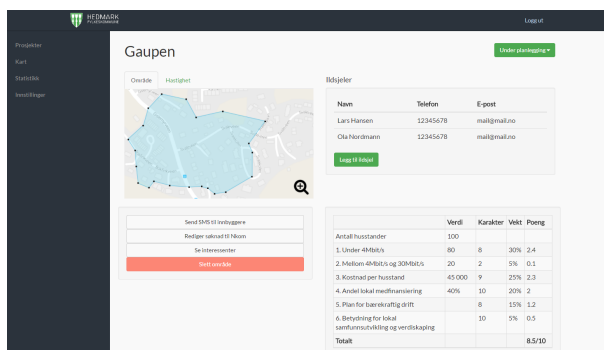 HEDMARK
FYLKESKOMMUNE
Logg ut
Prosjekter
Kart
Statistikk
Innstillinger
Gaupen
Under planlegging
Område Hastighet
Ildsjeler
Navn Telefon E-post
Lars Hansen 12345678 mail@mail.no
Ola Nordmann 12345678 mail@mail.no
Legg til ildsjel
Send SMS til innbyggere
Rediger søknad til Nkom
Se interessenter
Slett område
Verdi Karakter Vekt Poeng
Antall husstander 100
1. Under 4Mbit/s 80 8 30% 2.4
2. Mellom 4Mbit/s og 30Mbit/s 20 2 5% 0.1
3. Kostnad per husstand 45 000 9 25% 2.3
4. Andel lokal medfinansiering 40% 10 20% 2
5. Plan for bærekraftig drift 8 15% 1.2
6. Betydning for lokal
samfunnsutvikling og verdiskaping 10 5% 0.5
Totalt 8.5/10